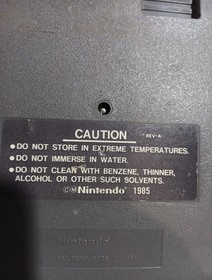 CAUTION
REV-A
●DO NOT STORE IN EXTREME TEMPERATURES.
●DO NOT IMMERSE IN WATER.
●DO NOT CLEAN WITH BENZENE, THINNER,
ALCOHOL OR OTHER SUCH SOLVENTS.
©Ⓜ Nintendo® 1985
Nintendo